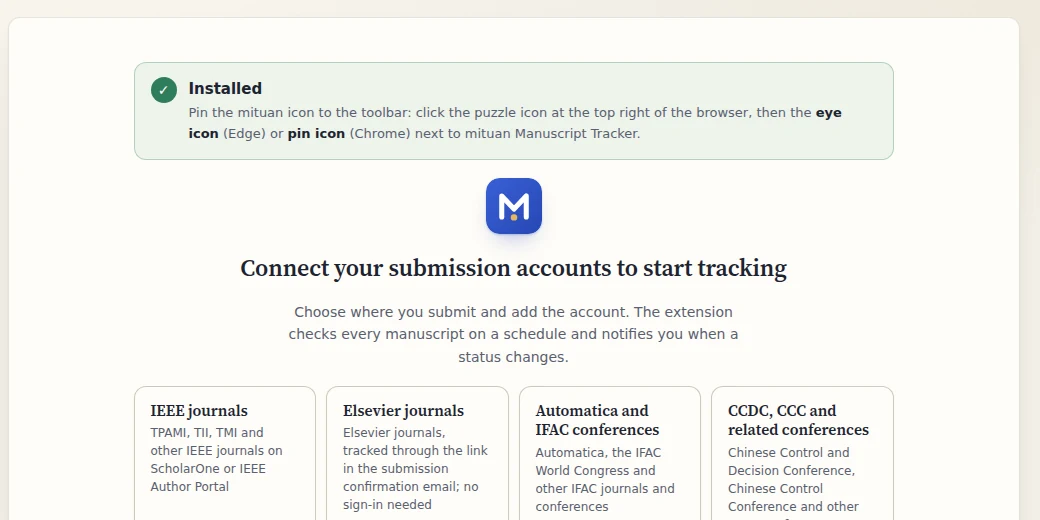 Installed
Pin the mituan icon to the toolbar: click the puzzle icon at the top right of the browser, then the eye
icon (Edge) or pin icon (Chrome) next to mituan Manuscript Tracker.
M
Connect your submission accounts to start tracking
Choose where you submit and add the account. The extension
checks every manuscript on a schedule and notifies you when a
status changes.
IEEE journals
TPAMI, TII, TMI and
other IEEE journals on
ScholarOne or IEEE
Author Portal
Elsevier journals
Elsevier journals,
tracked through the link
in the submission
confirmation email; no
sign-in needed
Automatica and
IFAC conferences
Automatica, the IFAC
World Congress and
other IFAC journals and
conferences
CCDC, CCC and
related conferences
Chinese Control and
Decision Conference,
Chinese Control
Conference and other